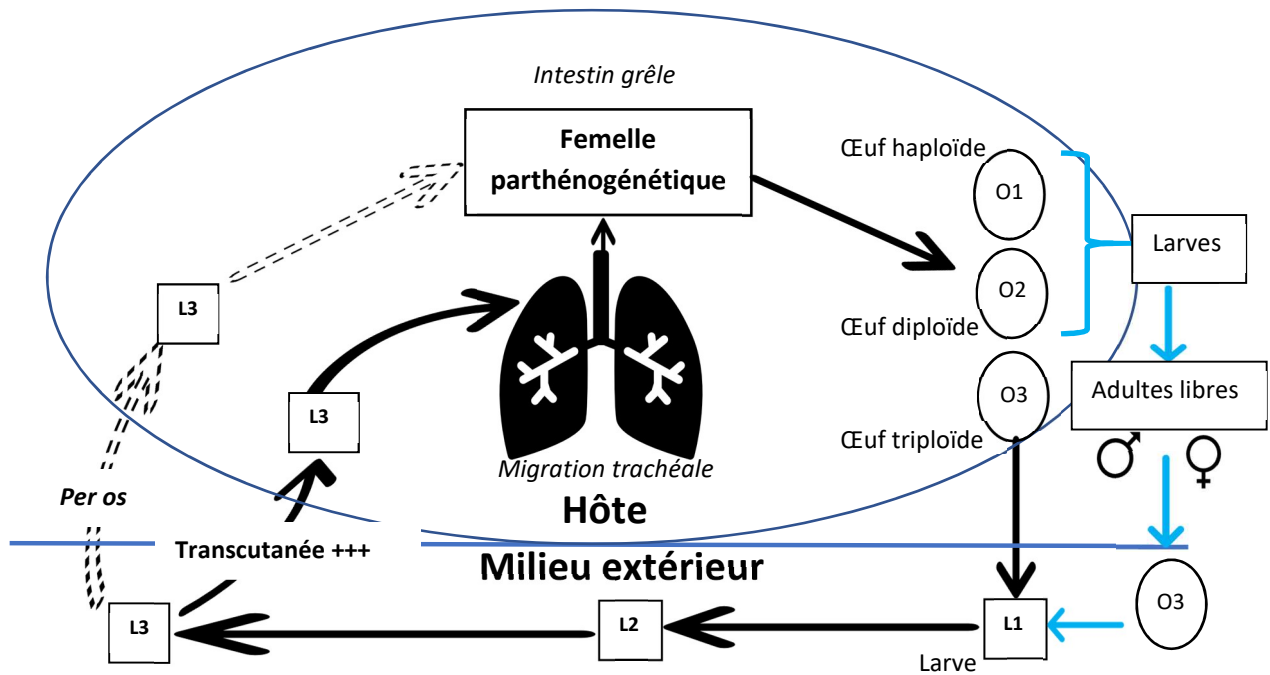 Intestin grêle
Femelle
parthénogénétique
Œuf haploïde
O1
Larves
O2
Œuf diploïde
L3
O3
Adultes libres
L3
Œuf triploïde
Migration trachéale
Per os
Hôte
Transcutanée +++
Milieu extérieur
L3
L2
L1
O3
Larve